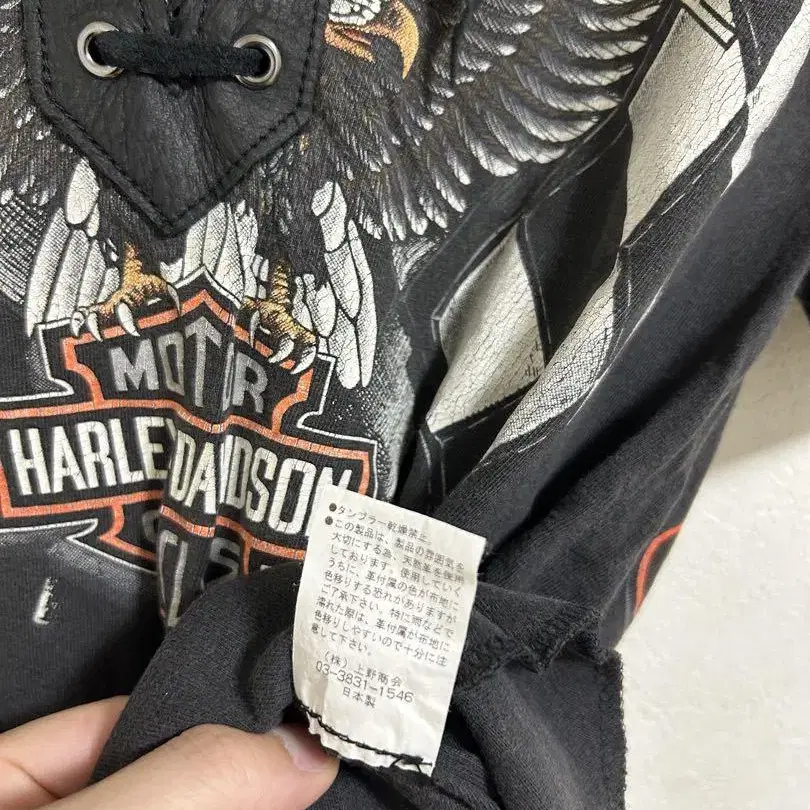 MOTOR
HARLEY-DAVIDSON
●タンブラー乾燥禁止
●この製品は、製品の雰囲気を
大切にする為、天然革を使用
しております。使用していく
うちに、革付属の色が布地に
色移りする恐れがありますが
ご了承下さい。特に雨などで
濡れた際は、革付属が布地に
色移りしやすいので十分に注
意して下さい。
(株)上野商会
03-3831-1546
日本製